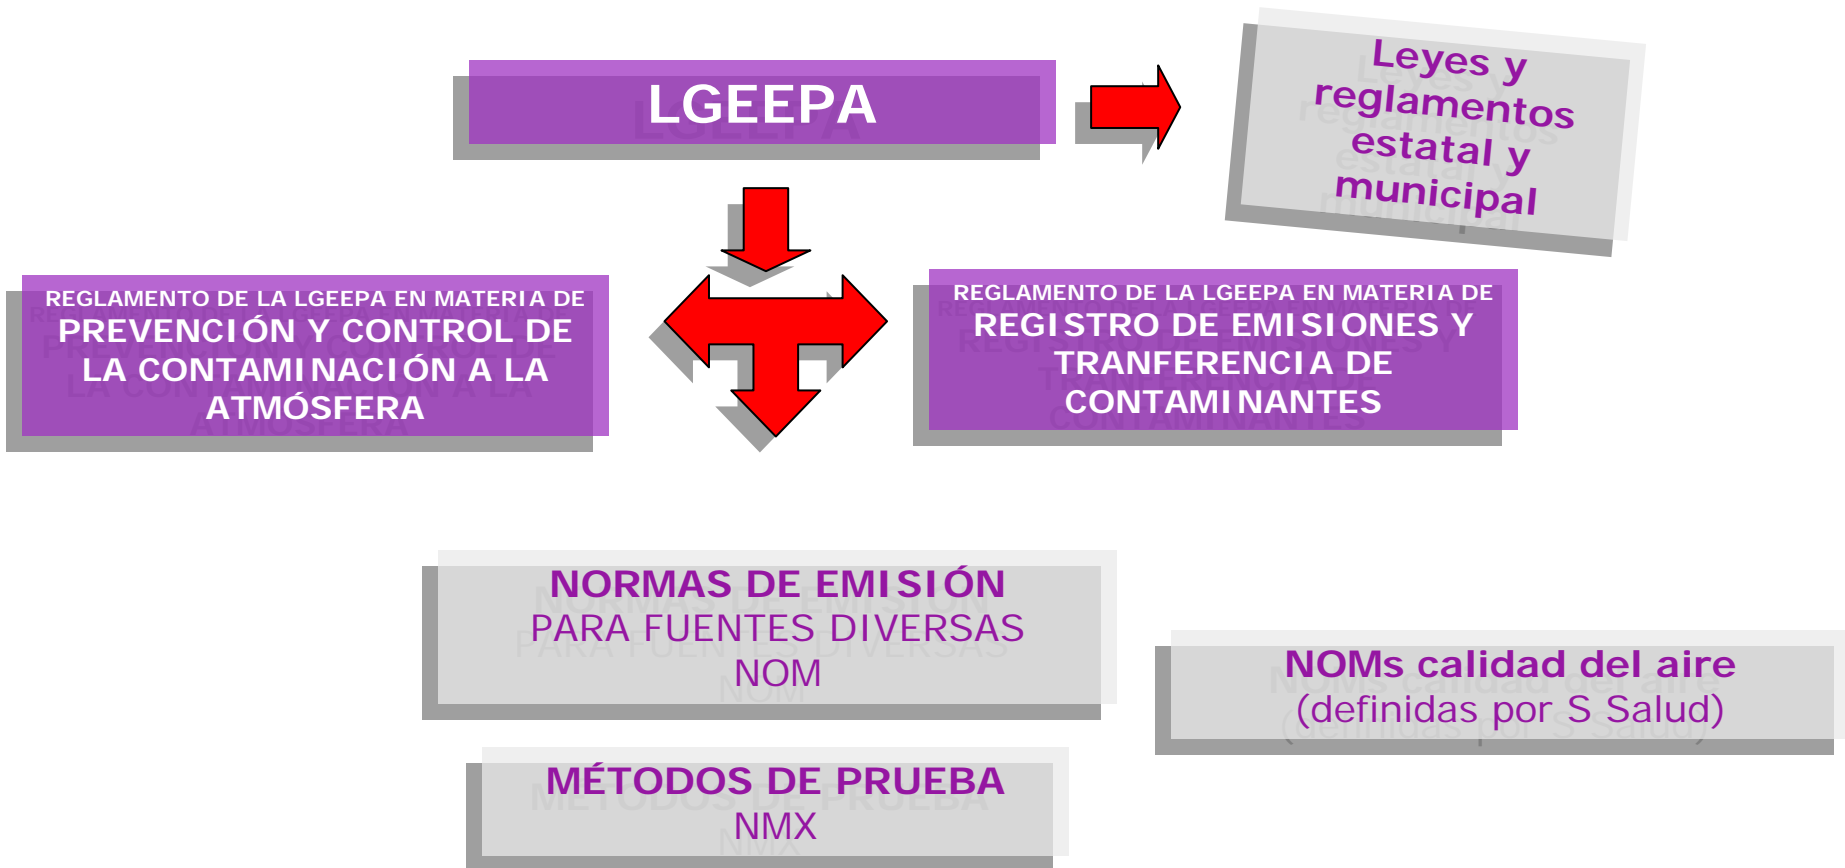 LGEEPA
Leyes y
reglamentos
estatal y
municipal
REGLAMENTO DE LA LGEEPA EN MATERIA DE
PREVENCIÓN Y CONTROL DE
LA CONTAMINACIÓN A LA
ATMÓSFERA
REGLAMENTO DE LA LGEEPA EN MATERIA DE
REGISTRO DE EMISIONES Y
TRANFERENCIA DE
CONTAMINANTES
NORMAS DE EMISIÓN
PARA FUENTES DIVERSAS
NOM
NOMs calidad del aire
(definidas por S Salud)
MÉTODOS DE PRUEBA
NMX